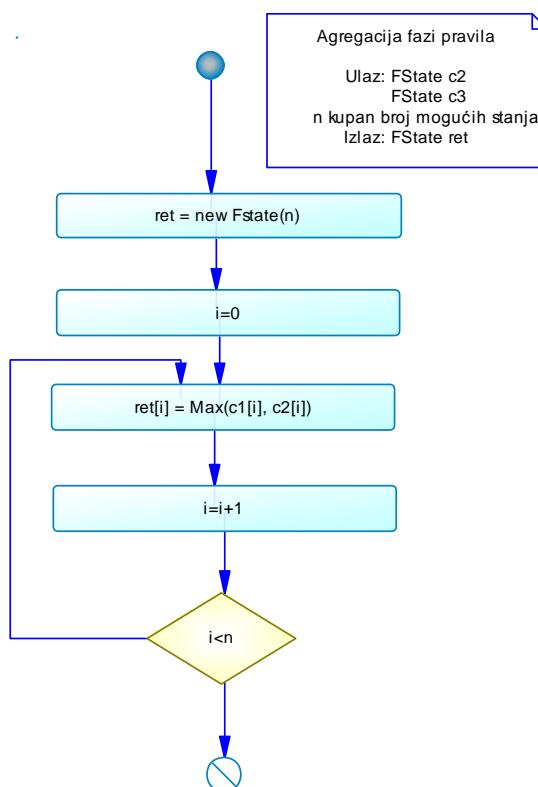 Agregacija fazi pravila
Ulaz: FState c2
FState c3
n kupan broj mogućih stanja
Izlaz: FState ret
ret = new Fstate(n)
i=0
ret[i] = Max(c1[i], c2[i])
i=i+1
i<n